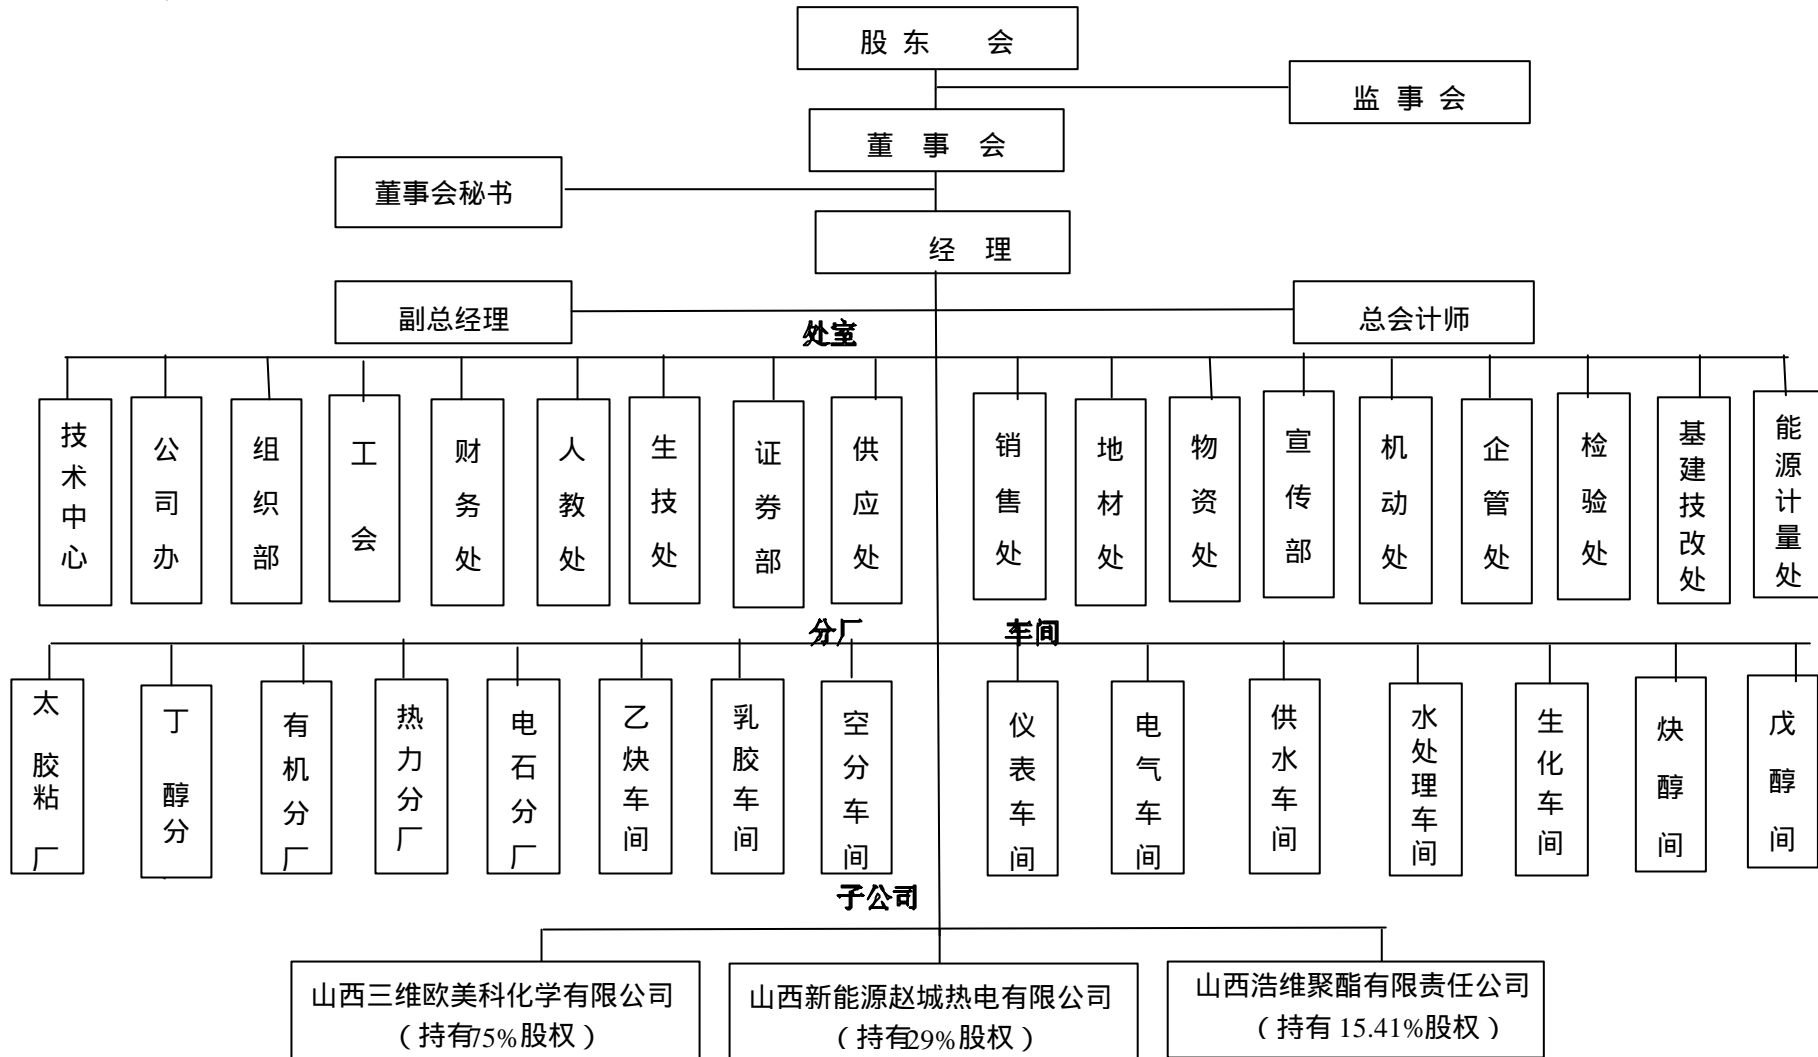 股 东 会
监 事 会
董 事 会
董事会秘书
经 理
副总经理
总会计师
处室
技术中心
公司办
组织部
工会
财务处
人教处
生技处
证券部
供应处
销售处
地材处
物资处
宣传部
机动处
企管处
检验处
基建技改处
能源计量处
分厂
车间
太胶粘厂
丁醇分
有机分厂
热力分厂
电石分厂
乙炔车间
乳胶车间
空分车间
仪表车间
电气车间
供水车间
水处理车间
生化车间
炔醇间
戊醇间
子公司
山西三维欧美科化学有限公司
（持有75%股权）
山西新能源赵城热电有限公司
（持有29%股权）
山西浩维聚酯有限责任公司
（持有 15.41%股权）